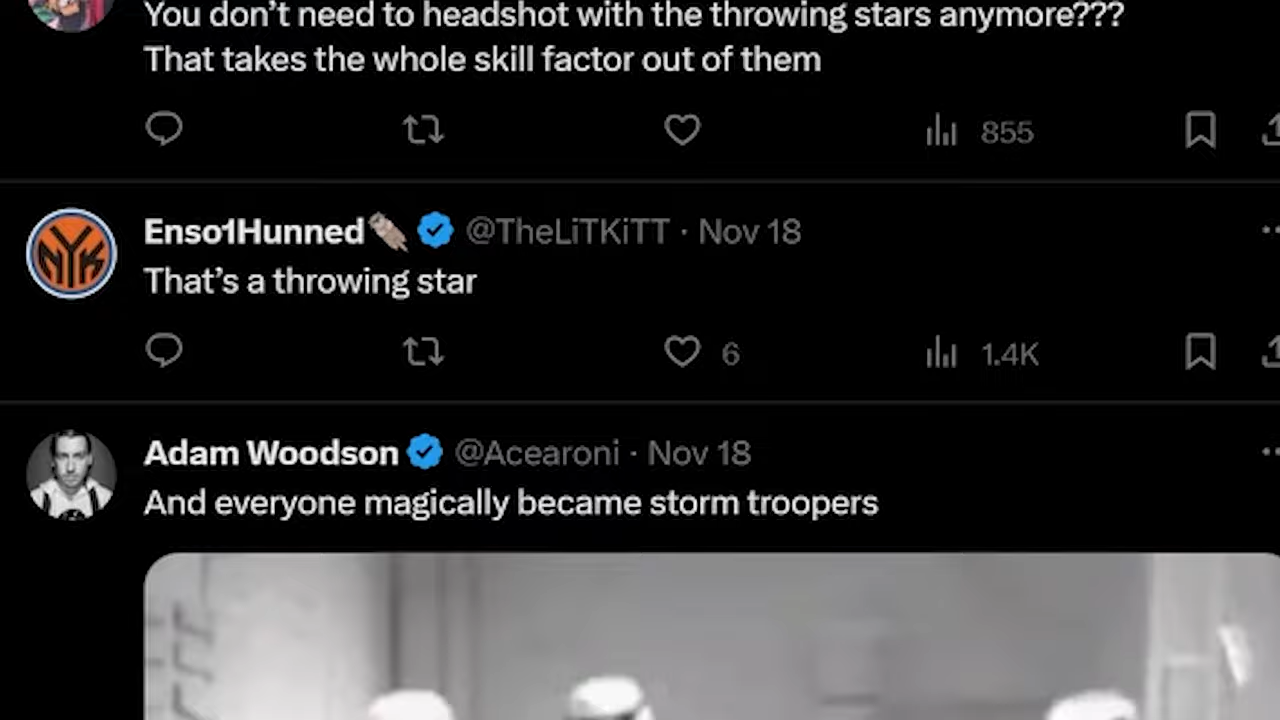 You don’t need to headshot with the throwing stars anymore???
That takes the whole skill factor out of them
855
Enso1Hunned @TheLiTKiTT · Nov 18
That’s a throwing star
6 1.4K
Adam Woodson @Acearoni · Nov 18
And everyone magically became storm troopers
NYK